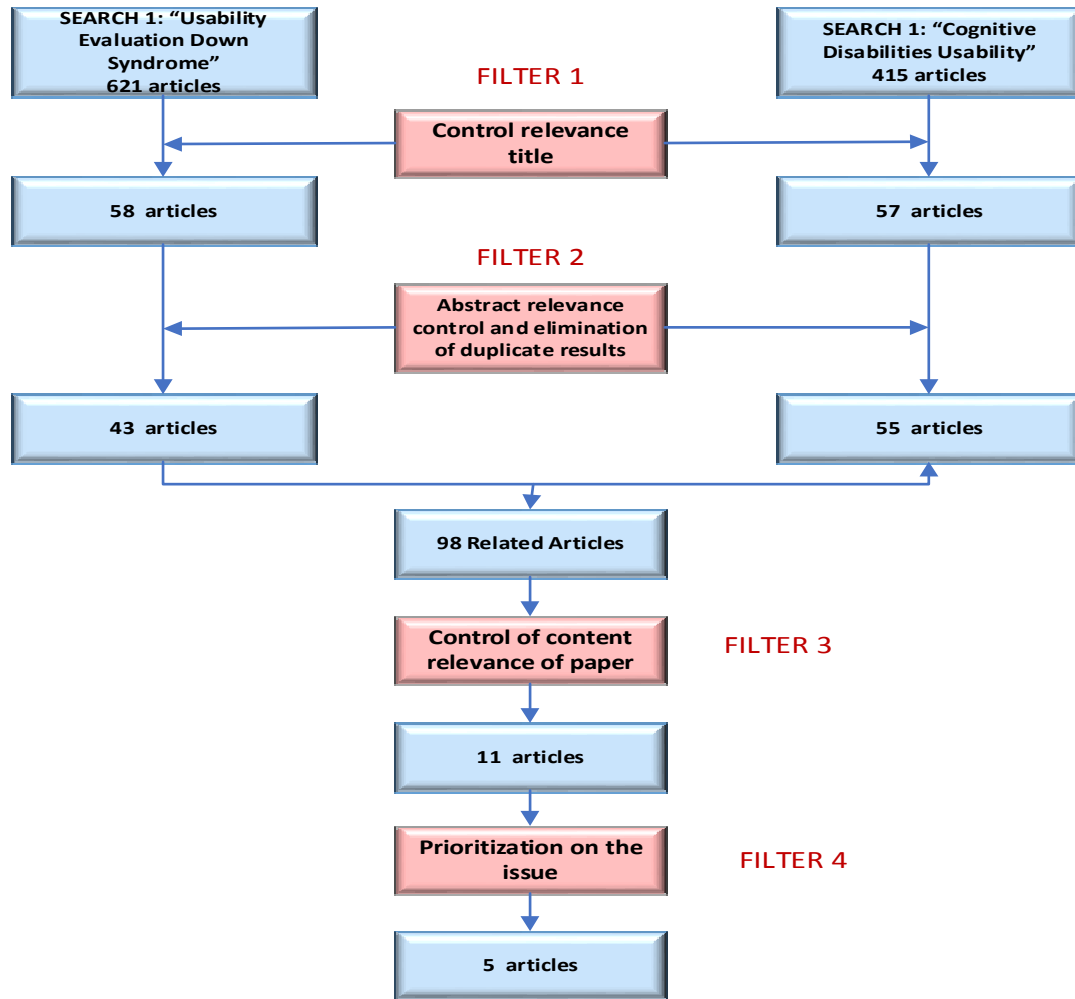 SEARCH 1: “Usability
Evaluation Down
Syndrome”
621 articles
SEARCH 1: “Cognitive
Disabilities Usability”
415 articles
FILTER 1
Control relevance
title
58 articles
57 articles
FILTER 2
Abstract relevance
control and elimination
of duplicate results
43 articles
55 articles
98 Related Articles
Control of content
relevance of paper
FILTER 3
11 articles
Prioritization on the
issue
FILTER 4
5 articles